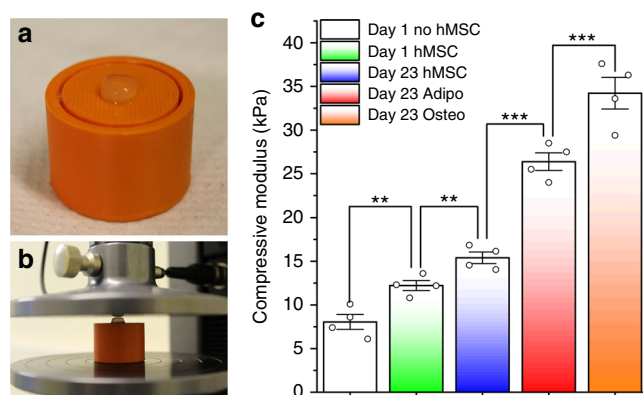 a
b
c
Compressive modulus (kPa)
40
35
30
25
20
15
10
5
0
Day 1 no hMSC
Day 1 hMSC
Day 23 hMSC
Day 23 Adipo
Day 23 Osteo
**
**
***
***